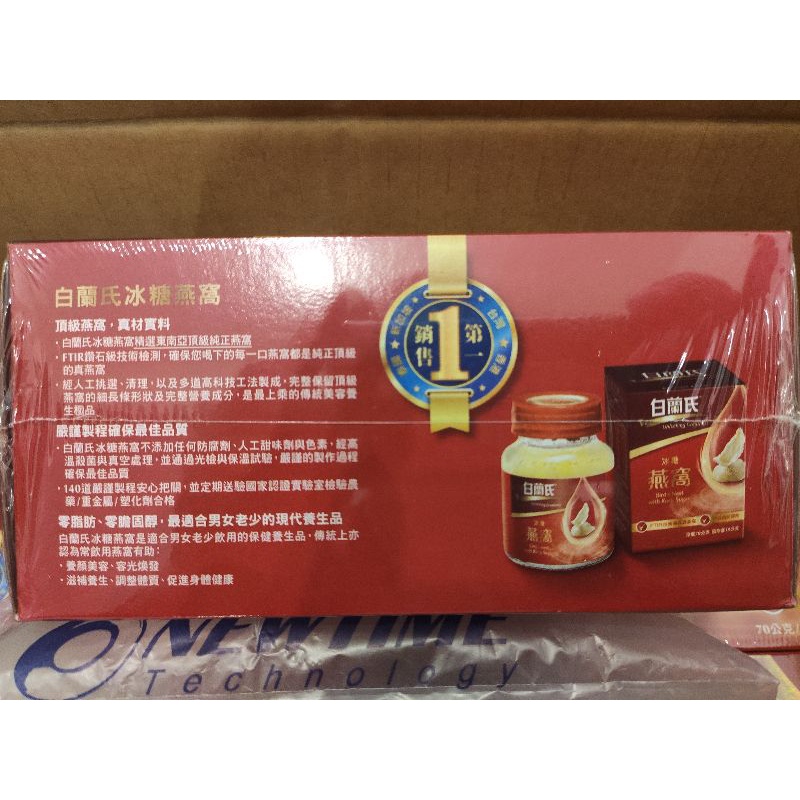 白蘭氏冰糖燕窩
頂級燕窩，真材實料
·白蘭氏冰糖燕窩精選東南亞頂級純正燕窩
·FTIR鑽石級技術檢測，確保您喝下的每一口燕窩都是純正頂級
的真燕窩
·經人工挑選、清理，以及多道高科技工法製成，完整保留頂級
燕窩的細長條形狀及完整營養成分，是最上乘的傳統美容養
生極品
嚴謹製程確保最佳品質
·白蘭氏冰糖燕窩不添加任何防腐劑、人工甜味劑與色素，經高
溫殺菌與真空處理，並通過光檢與保溫試驗，嚴謹的製作過程
確保最佳品質
·140道嚴謹製程安心把關，並定期送驗國家認證實驗室檢驗農
藥/重金屬/塑化劑合格
零脂肪、零膽固醇，最適合男女老少的現代養生品
白蘭氏冰糖燕窩是適合男女老少飲用的保健養生品，傳統上亦
認為常飲用燕窩有助：
·養顏美容、容光煥發
·滋補養生、調整體質、促進身體健康
銷售
1
第一
台灣
香港
白蘭氏
冰糖
燕窩
白蘭氏
冰糖
燕窩
NEWTIME
Technology
70公克